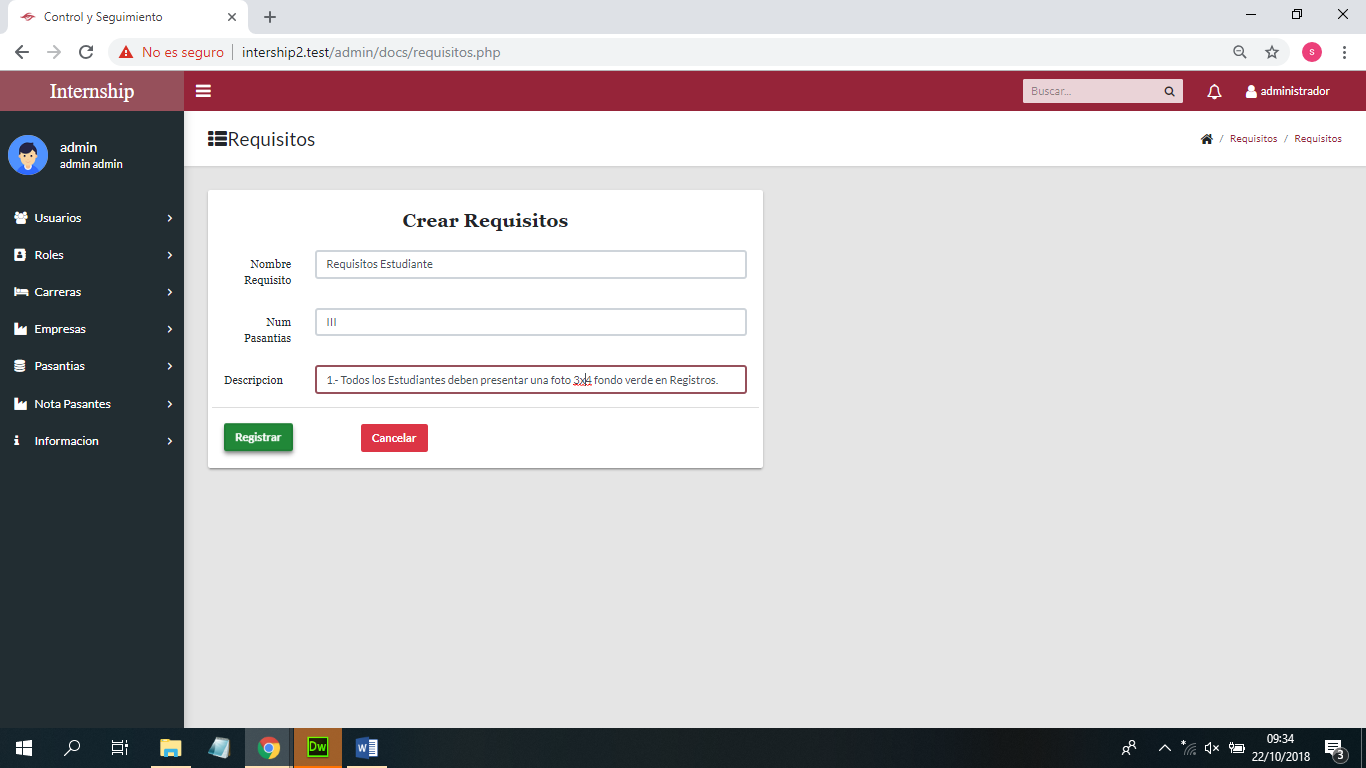 Control y Seguimiento
No es seguro intership2.test/admin/docs/requisitos.php
s
Internship
Buscar...
administrador
admin
admin admin
Requisitos
/ Requisitos / Requisitos
Usuarios
Roles
Carreras
Empresas
Pasantias
Nota Pasantes
Informacion
Crear Requisitos
Nombre
Requisito
Requisitos Estudiante
Num
Pasantias
III
Descripcion
1.- Todos los Estudiantes deben presentar una foto 3x4 fondo verde en Registros.
Registrar
Cancelar
Dw
W
09:34
22/10/2018
3